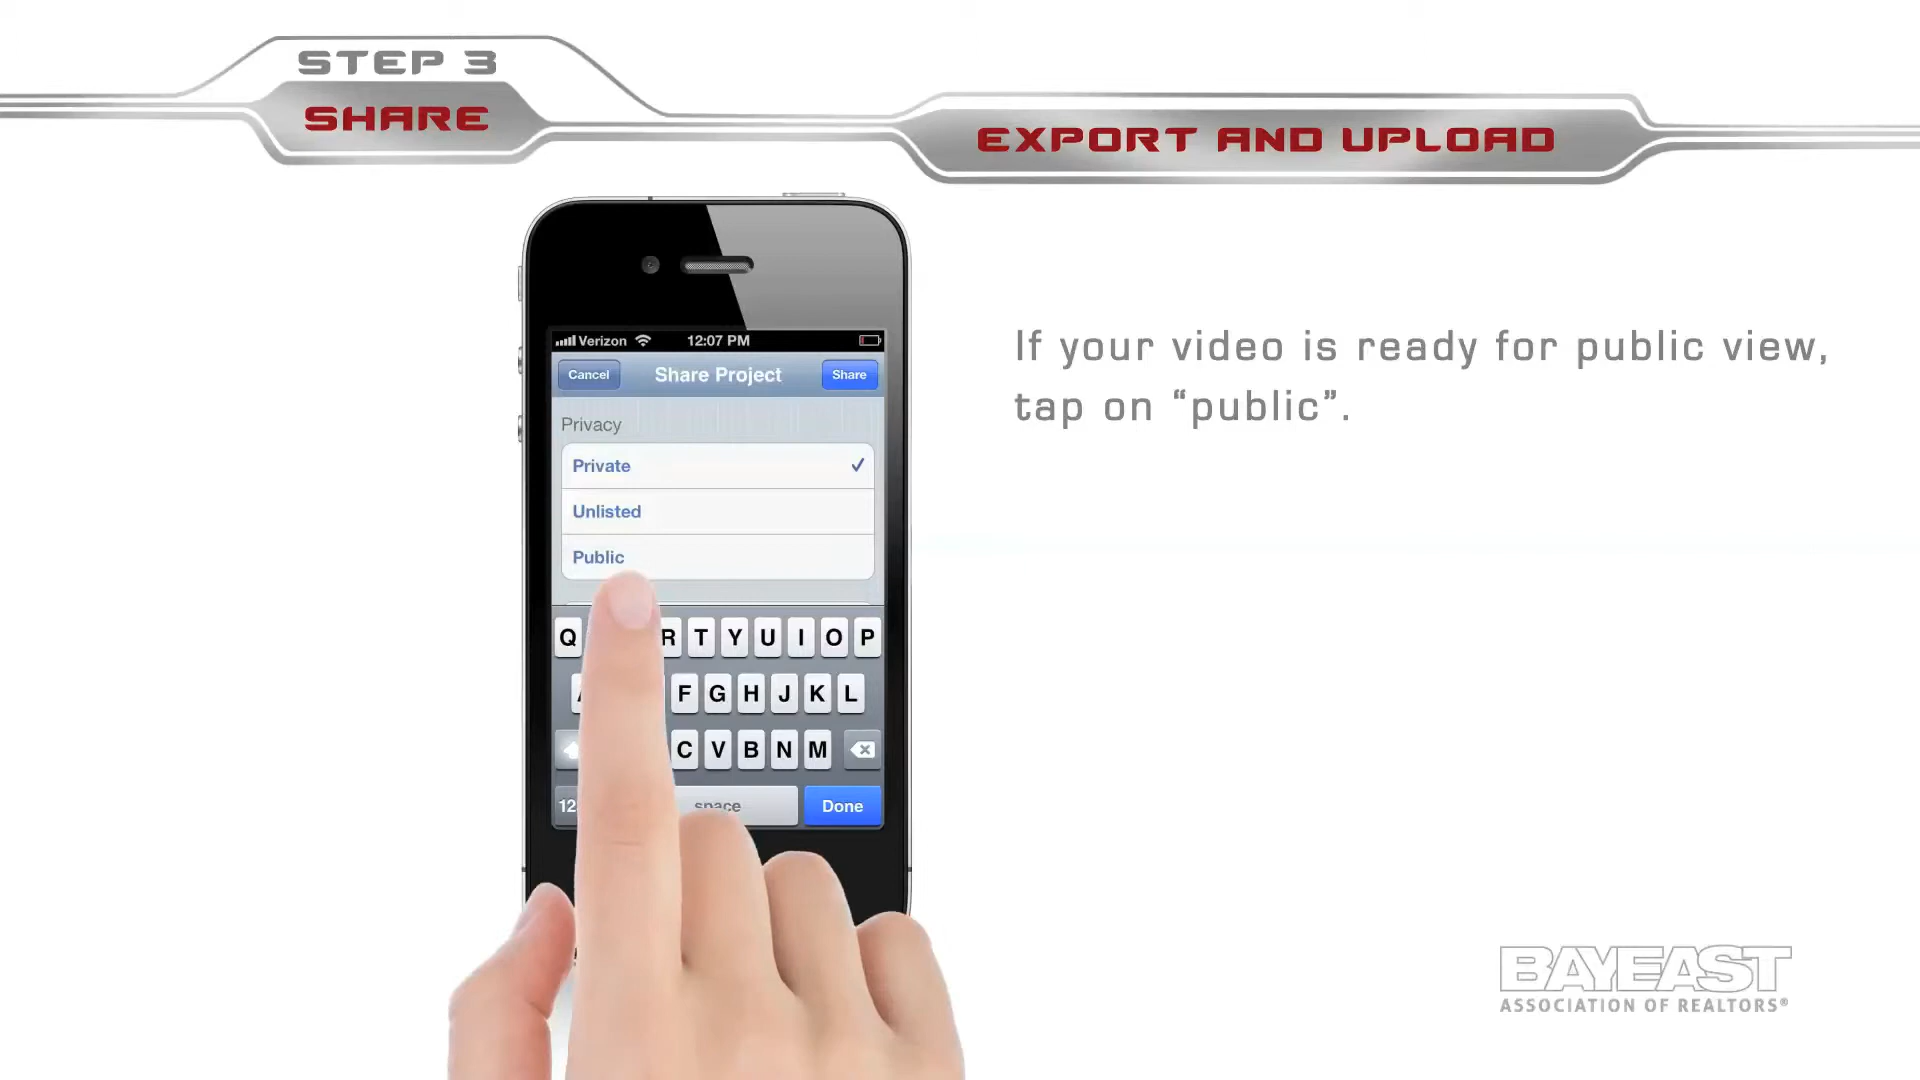 STEP 3
SHARE
EXPORT AND UPLOAD
If your video is ready for public view,
tap on “public”.
Verizon 12:07 PM
Cancel Share Project Share
Privacy
Private
Unlisted
Public
Q R T Y U I O P
A F G H J K L
C V B N M
12 space Done
BAYEAST
ASSOCIATION OF REALTORS®